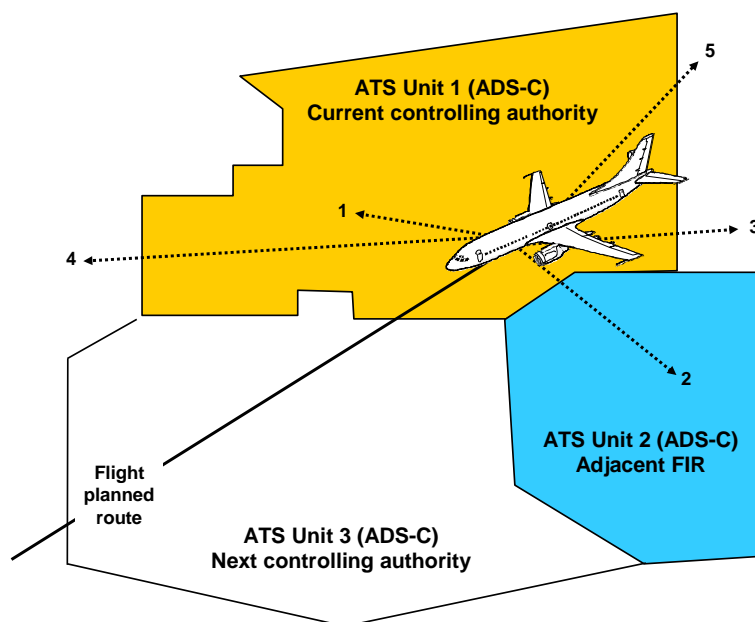 5
ATS Unit 1 (ADS-C)
Current controlling authority
1
3
4
2
ATS Unit 2 (ADS-C)
Adjacent FIR
Flight
planned
route
ATS Unit 3 (ADS-C)
Next controlling authority